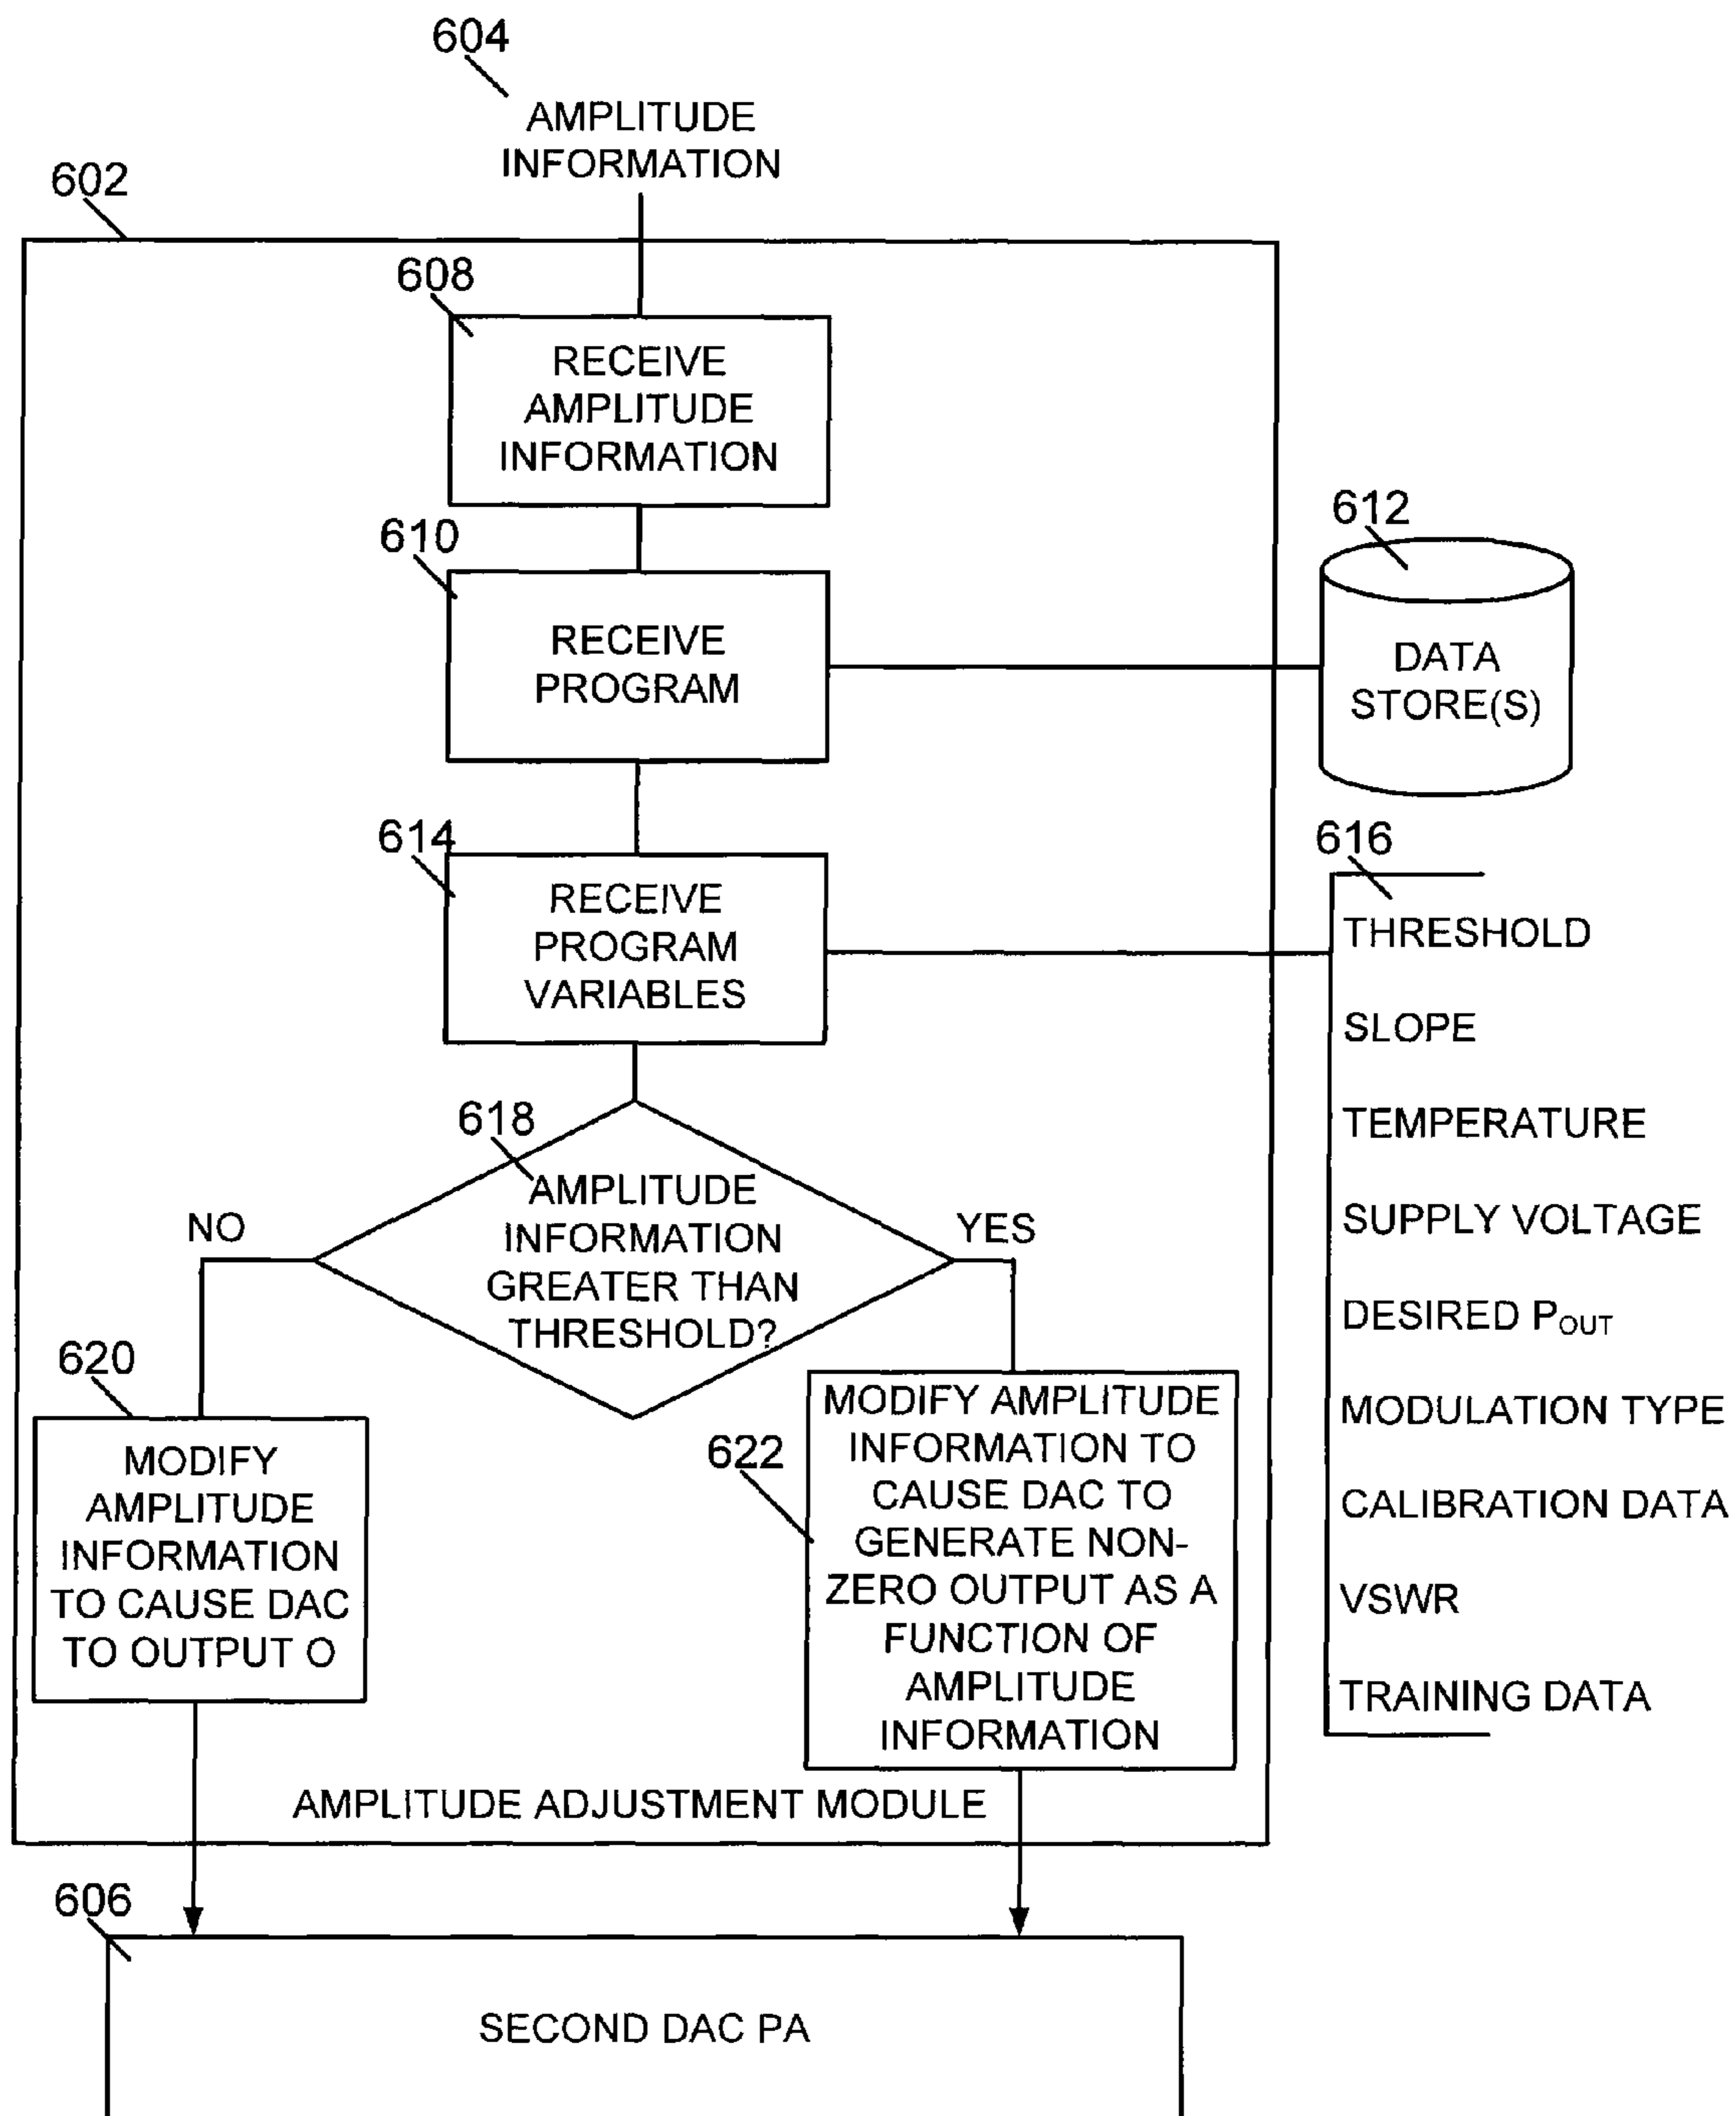 604
AMPLITUDE
INFORMATION
602
608
RECEIVE
AMPLITUDE
INFORMATION
610
RECEIVE
PROGRAM
612
DATA
STORE(S)
614
RECEIVE
PROGRAM
VARIABLES
616
THRESHOLD
SLOPE
TEMPERATURE
SUPPLY VOLTAGE
DESIRED POUT
MODULATION TYPE
CALIBRATION DATA
VSWR
TRAINING DATA
618
AMPLITUDE
INFORMATION
GREATER THAN
THRESHOLD?
NO
YES
620
MODIFY
AMPLITUDE
INFORMATION
TO CAUSE DAC
TO OUTPUT O
622
MODIFY AMPLITUDE
INFORMATION TO
CAUSE DAC TO
GENERATE NON-
ZERO OUTPUT AS A
FUNCTION OF
AMPLITUDE
INFORMATION
AMPLITUDE ADJUSTMENT MODULE
606
SECOND DAC PA